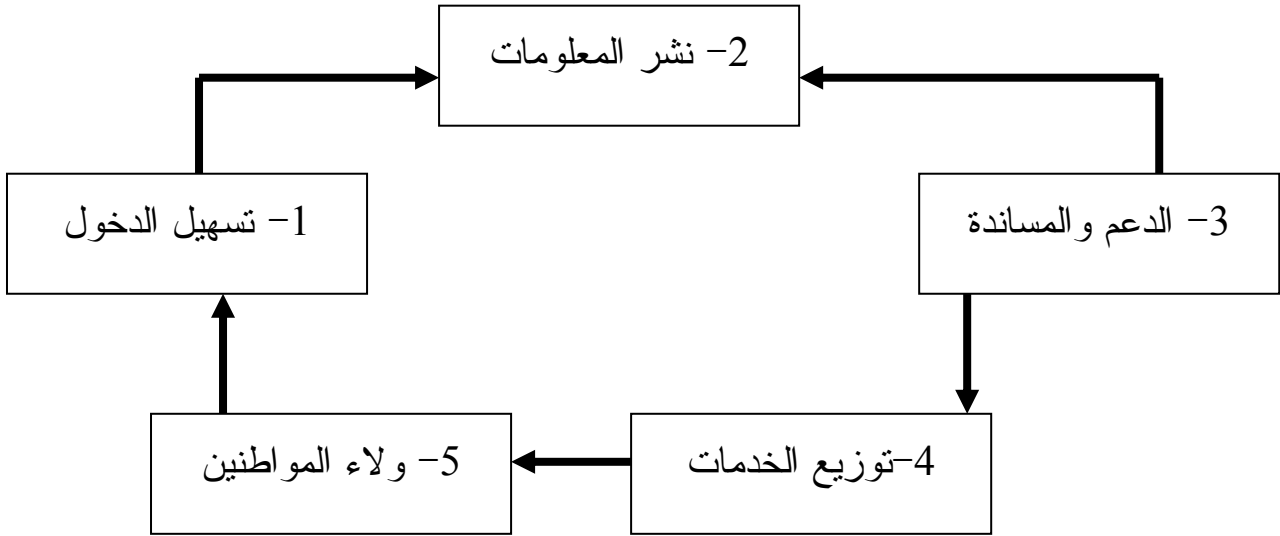 2- نشر المعلومات
1- تسهيل الدخول
3- الدعم والمساندة
5- ولاء المواطنين
4-توزيع الخدمات